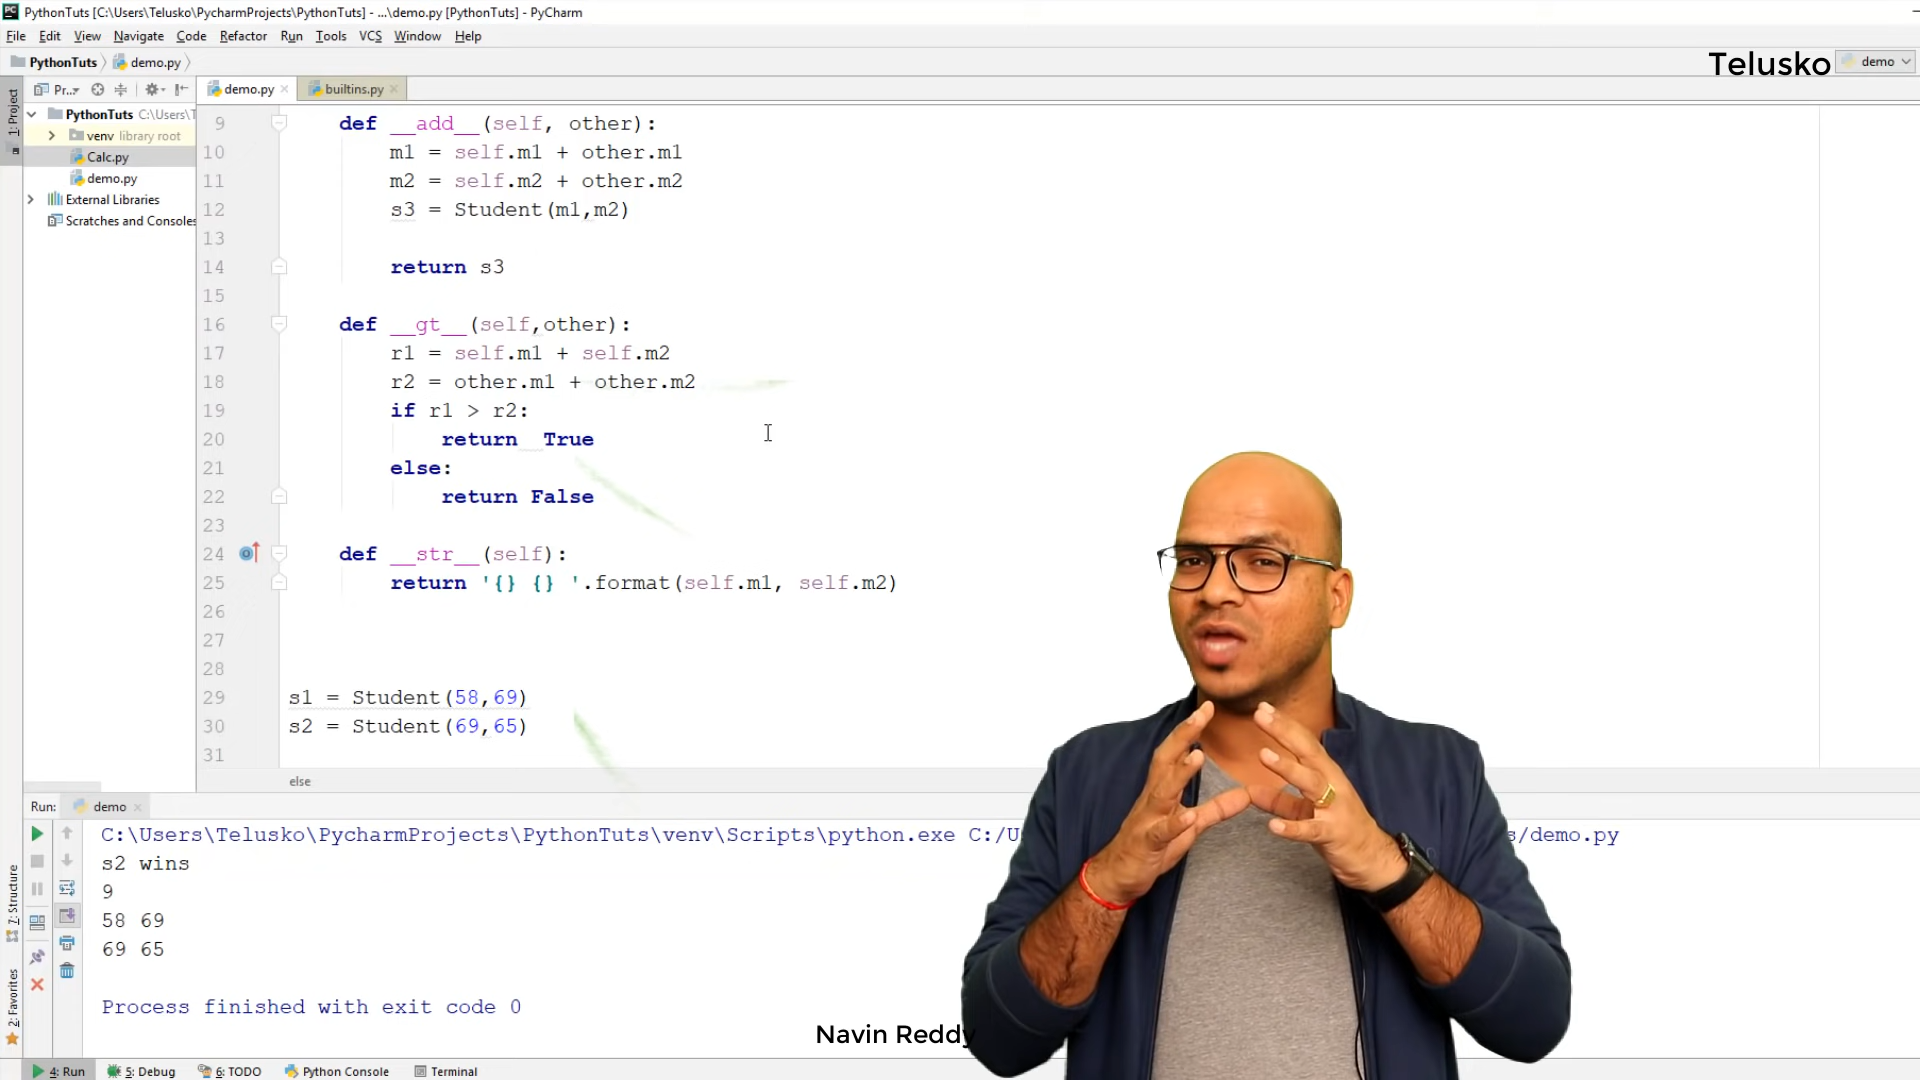 PythonTuts [C:\Users\Telusko\PycharmProjects\PythonTuts] - ...\demo.py [PythonTuts] - PyCharm
File Edit View Navigate Code Refactor Run Tools VCS Window Help
PythonTuts demo.py
Telusko demo
1: Project
Pr...
demo.py builtins.py
PythonTuts C:\Users\T
venv library root
Calc.py
demo.py
External Libraries
Scratches and Consoles
9 def __add__(self, other):
10 m1 = self.m1 + other.m1
11 m2 = self.m2 + other.m2
12 s3 = Student(m1,m2)
13
14 return s3
15
16 def __gt__(self,other):
17 r1 = self.m1 + self.m2
18 r2 = other.m1 + other.m2
19 if r1 > r2:
20 return  True
21 else:
22 return False
23
24 def __str__(self):
25 return '{} {} '.format(self.m1, self.m2)
26
27
28
29 s1 = Student(58,69)
30 s2 = Student(69,65)
31
else
Run: demo
C:\Users\Telusko\PycharmProjects\PythonTuts\venv\Scripts\python.exe C:/U s/demo.py
s2 wins
9
58 69
69 65
Process finished with exit code 0
7: Structure
2: Favorites
Navin Reddy
4: Run 5: Debug 6: TODO Python Console Terminal